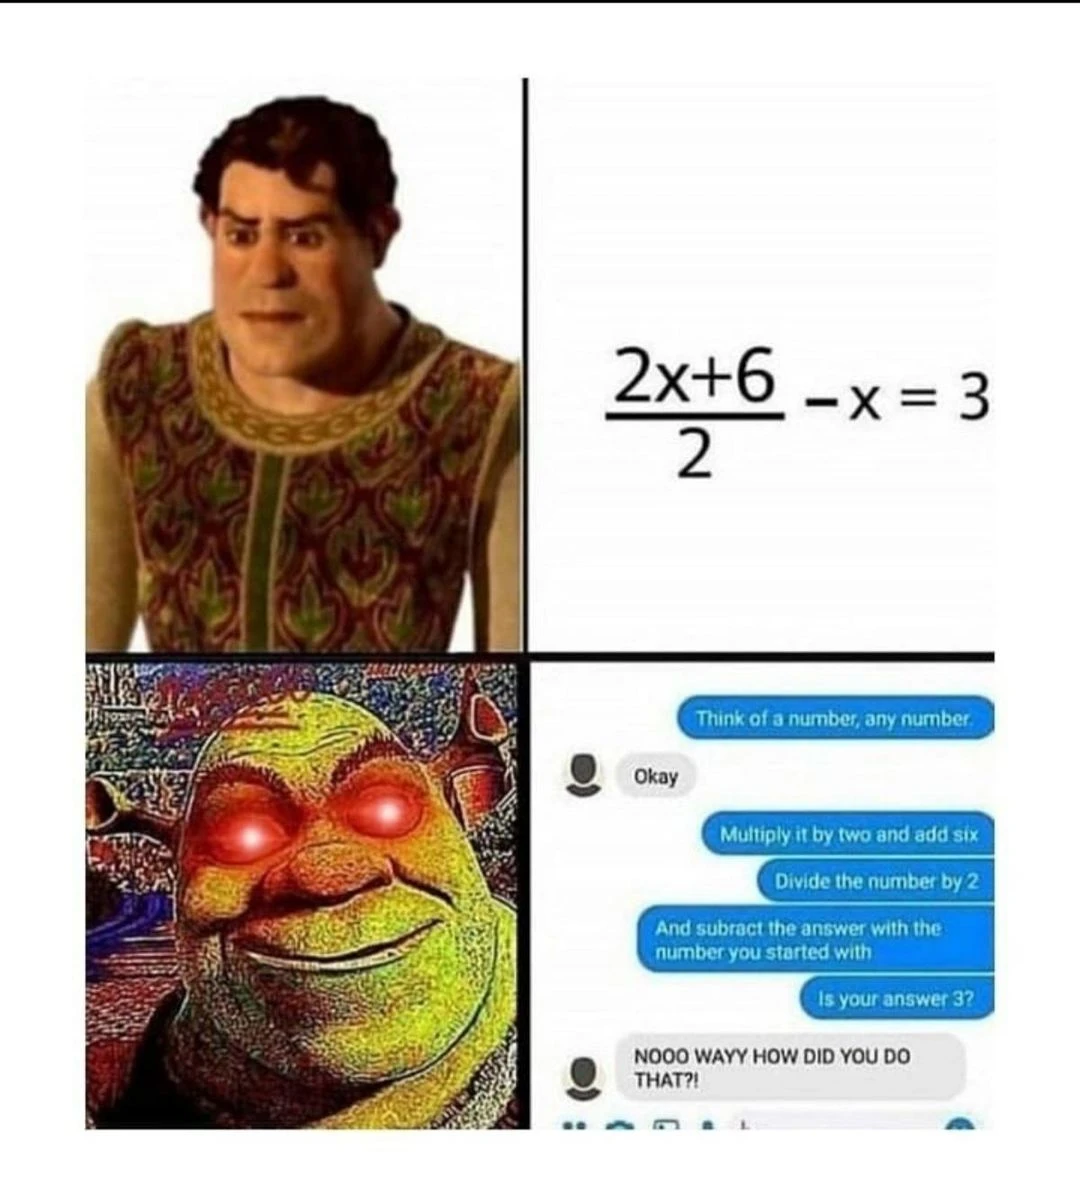 2x+6
- x = 3
2
Think of a number, any number.
Okay
Multiply it by two and add six
Divide the number by 2
And subract the answer with the
number you started with
Is your answer 3?
NOOO WAYY HOW DID YOU DO
THAT?!